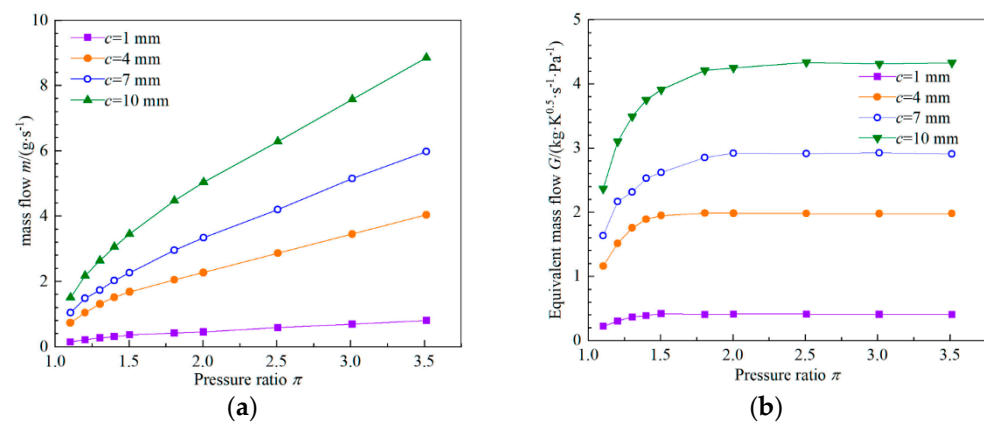 (a)
mass flow m/(g·s⁻¹)
10
8
6
4
2
0
c=1 mm
c=4 mm
c=7 mm
c=10 mm
1.0 1.5 2.0 2.5 3.0 3.5
Pressure ratio π
(a)
(b)
Equivalent mass flow G/(kg·K⁰·⁵·s⁻¹·Pa⁻¹)
5
4
3
2
1
0
c=1 mm
c=4 mm
c=7 mm
c=10 mm
1.0 1.5 2.0 2.5 3.0 3.5
Pressure ratio π
(b)